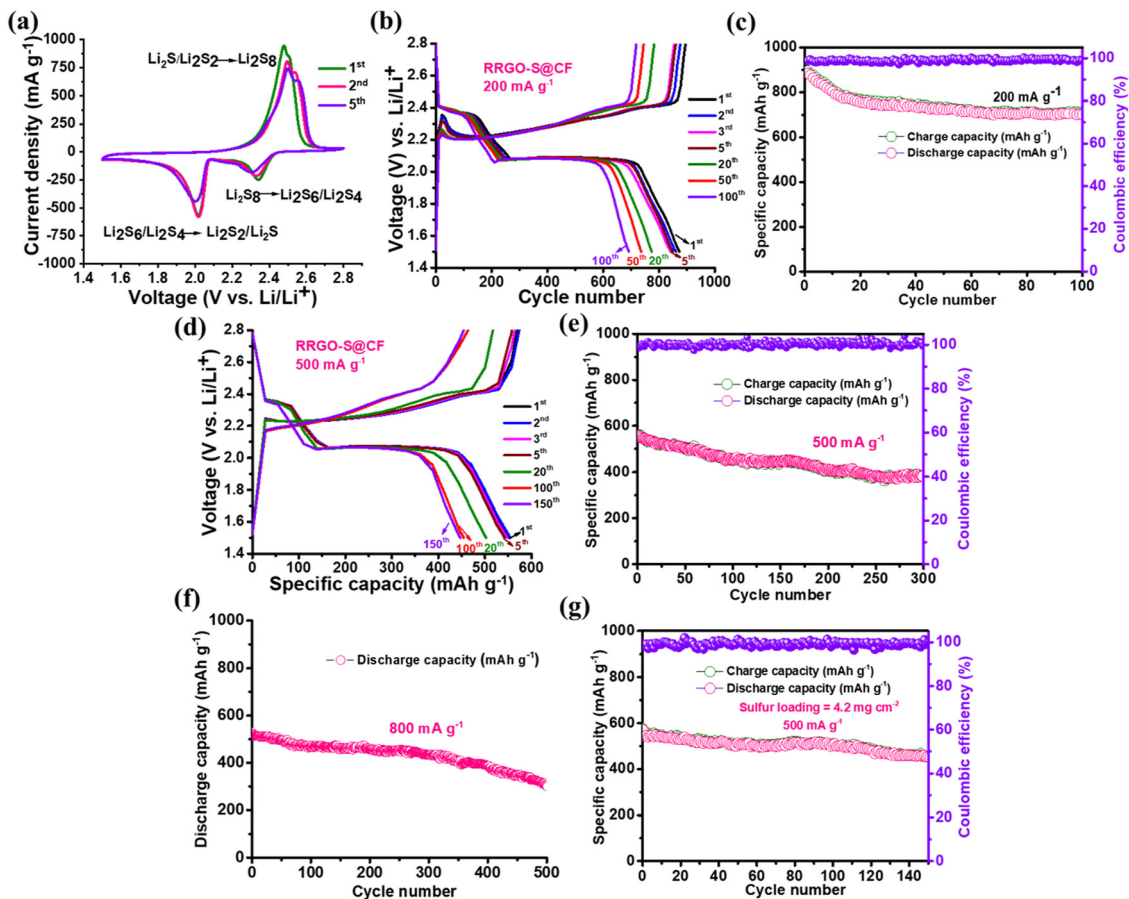 (a)
Current density (mA g-1)
1000
750
500
250
0
-250
-500
-750
-1000
Li2S/Li2S2 → Li2S8
1st
2nd
5th
Li2S8 → Li2S6/Li2S4
Li2S6/Li2S4 → Li2S2/Li2S
1.4 1.6 1.8 2.0 2.2 2.4 2.6 2.8
Voltage (V vs. Li/Li+)
(b)
Voltage (V) vs. Li/Li+
2.8
2.6
2.4
2.2
2.0
1.8
1.6
1.4
RRGO-S@CF
200 mA g-1
1st
2nd
3rd
5th
20th
50th
100th
1st
100th 50th 20th 5th
0 200 400 600 800 1000
Cycle number
(c)
Specific capacity (mAh g-1)
1000
800
600
400
200
0
200 mA g-1
Charge capacity (mAh g-1)
Discharge capacity (mAh g-1)
100
80
60
40
20
0
Coulombic efficiency (%)
0 20 40 60 80 100
Cycle number
(d)
Voltage (V vs. Li/Li+)
2.8
2.6
2.4
2.2
2.0
1.8
1.6
1.4
RRGO-S@CF
500 mA g-1
1st
2nd
3rd
5th
20th
100th
150th
1st
150th 100th 20th 5th
0 100 200 300 400 500 600
Specific capacity (mAh g-1)
(e)
Specific capacity (mAh g-1)
1000
800
600
400
200
0
Charge capacity (mAh g-1)
Discharge capacity (mAh g-1)
500 mA g-1
100
80
60
40
20
0
Coulombic efficiency (%)
0 50 100 150 200 250 300
Cycle number
(f)
Discharge capacity (mAh g-1)
1000
800
600
400
200
0
Discharge capacity (mAh g-1)
800 mA g-1
0 100 200 300 400 500
Cycle number
(g)
Specific capacity (mAh g-1)
1000
800
600
400
200
0
Charge capacity (mAh g-1)
Discharge capacity (mAh g-1)
Sulfur loading = 4.2 mg cm-2
500 mA g-1
100
80
60
40
20
0
Coulombic efficiency (%)
0 20 40 60 80 100 120 140
Cycle number